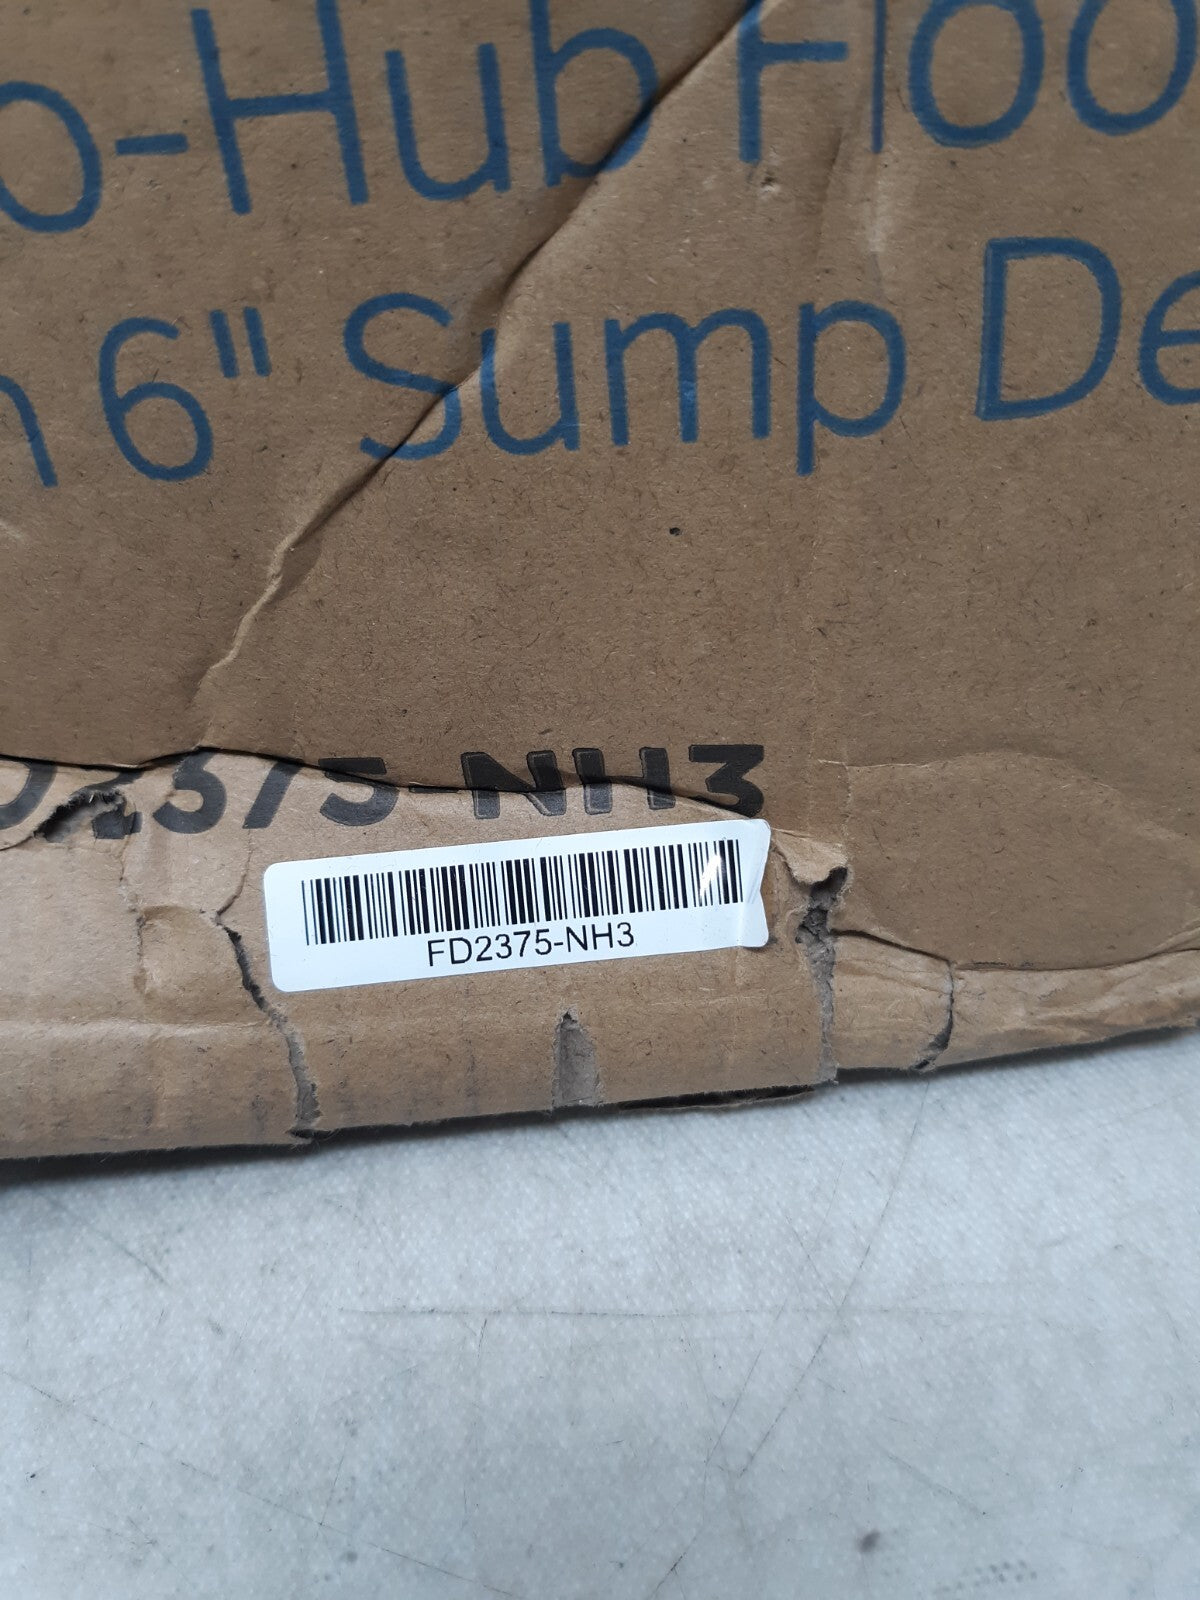 o-Hub Floo
6" Sump De
D2375-NH3
FD2375-NH3